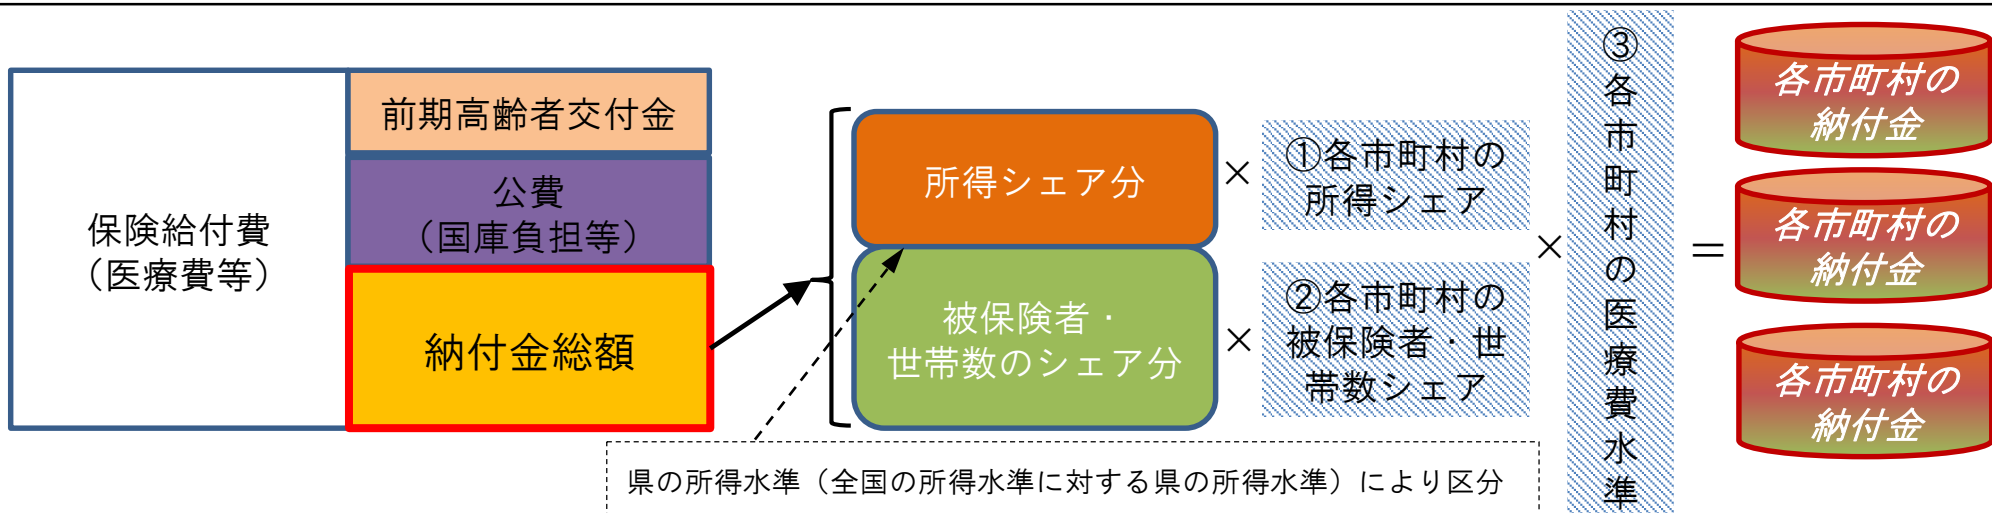 保険給付費
（医療費等）
前期高齢者交付金
公費
（国庫負担等）
納付金総額
所得シェア分
被保険者・
世帯数のシェア分
×
①各市町村の
所得シェア
×
②各市町村の
被保険者・世
帯数シェア
×
③各市町村の医療費水準
＝
各市町村の
納付金
各市町村の
納付金
各市町村の
納付金
県の所得水準（全国の所得水準に対する県の所得水準）により区分